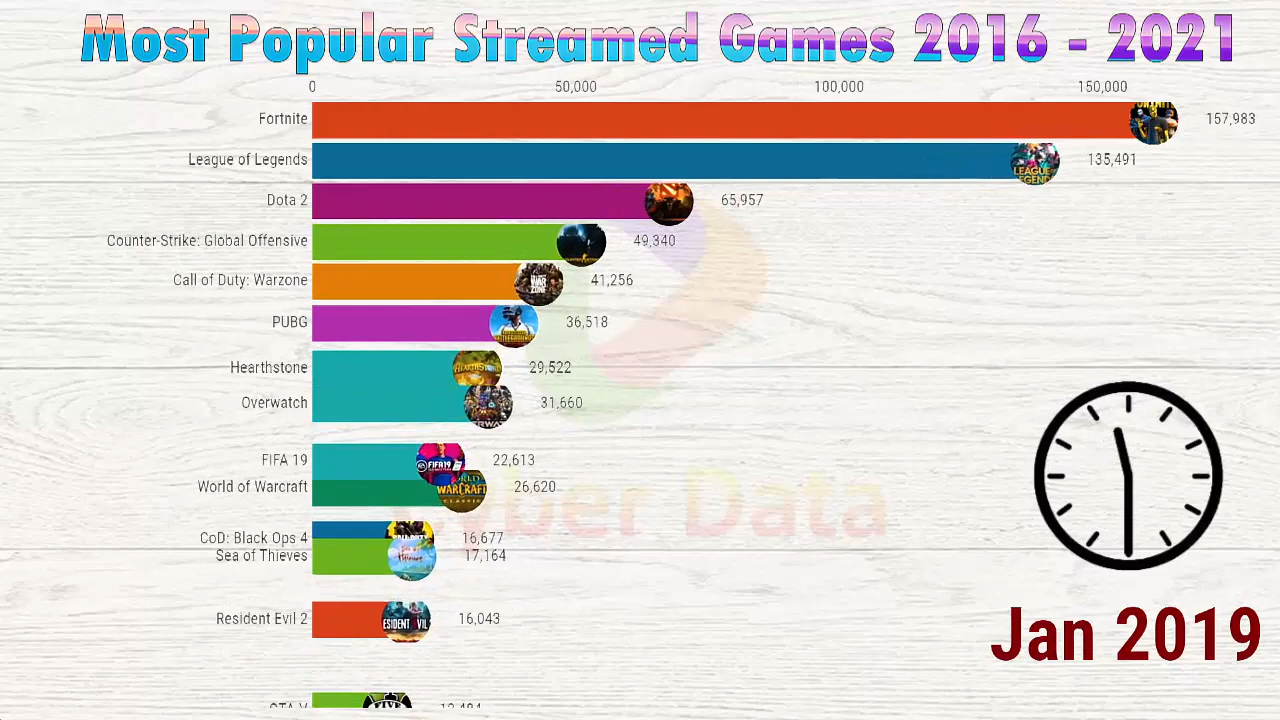 Most Popular Streamed Games 2016 - 2021
0 50,000 100,000 150,000
Fortnite 157,983
League of Legends 135,491
Dota 2 65,957
Counter-Strike: Global Offensive 49,340
Call of Duty: Warzone 41,256
PUBG 36,518
Hearthstone 29,522
Overwatch 31,660
FIFA 19 22,613
World of Warcraft 26,620
CoD: Black Ops 4 16,677
Sea of Thieves 17,164
Resident Evil 2 16,043
Jan 2019
Cyber Data